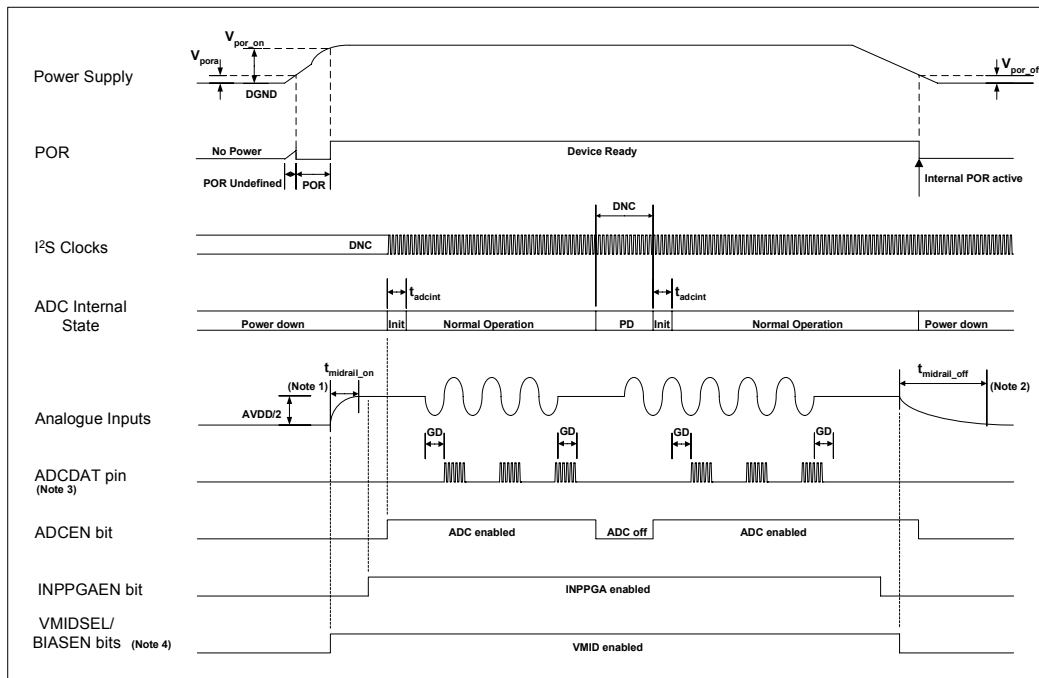 V_por_on
V_pora
Power Supply
DGND
V_por_off
POR
No Power
Device Ready
POR Undefined
POR
Internal POR active
DNC
I²S Clocks
DNC
t_adcint
t_adcint
ADC Internal
State
Power down
Init
Normal Operation
PD
Init
Normal Operation
Power down
t_midrail_on
(Note 1)
t_midrail_off
(Note 2)
Analogue Inputs
AVDD/2
GD
GD
GD
GD
ADCDAT pin
(Note 3)
ADCEN bit
ADC enabled
ADC off
ADC enabled
INPPGAEN bit
INPPGA enabled
VMIDSEL/
BIASEN bits (Note 4)
VMID enabled